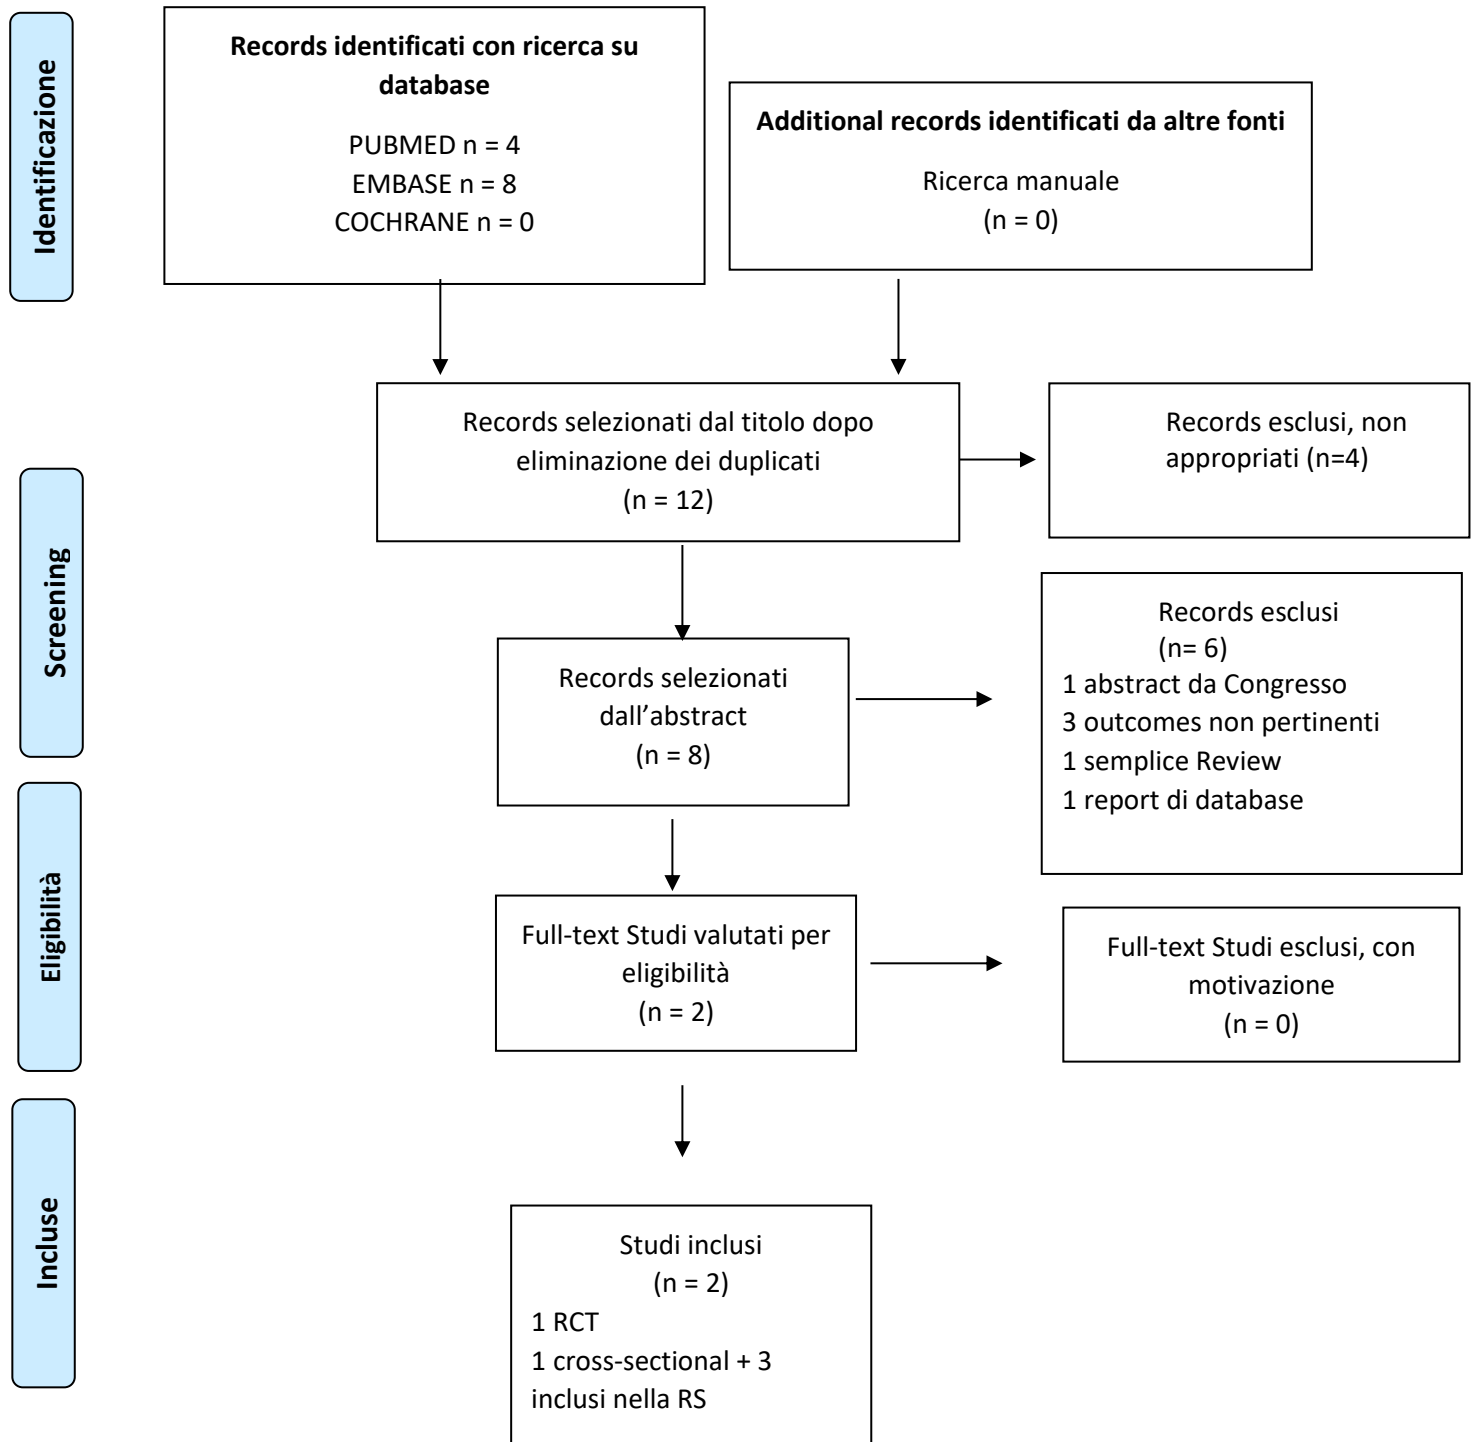 Identificazione
Records identificati con ricerca su
database
PUBMED n = 4
EMBASE n = 8
COCHRANE n = 0
Additional records identificati da altre fonti
Ricerca manuale
(n = 0)
Records selezionati dal titolo dopo
eliminazione dei duplicati
(n = 12)
Records esclusi, non
appropriati (n=4)
Screening
Records selezionati
dall’abstract
(n = 8)
Records esclusi
(n= 6)
1 abstract da Congresso
3 outcomes non pertinenti
1 semplice Review
1 report di database
Eligibilità
Full-text Studi valutati per
eligibilità
(n = 2)
Full-text Studi esclusi, con
motivazione
(n = 0)
Incluse
Studi inclusi
(n = 2)
1 RCT
1 cross-sectional + 3
inclusi nella RS